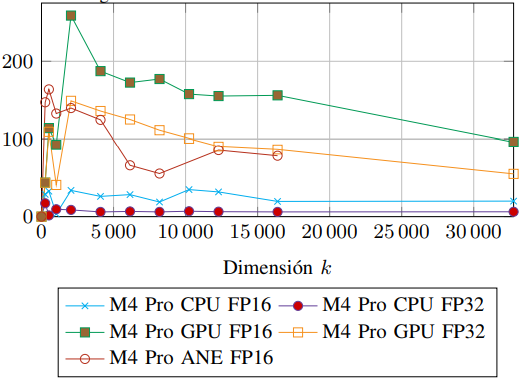 200
100
0
0 5 000 10 000 15 000 20 000 25 000 30 000
Dimensión k
M4 Pro CPU FP16 M4 Pro CPU FP32
M4 Pro GPU FP16 M4 Pro GPU FP32
M4 Pro ANE FP16